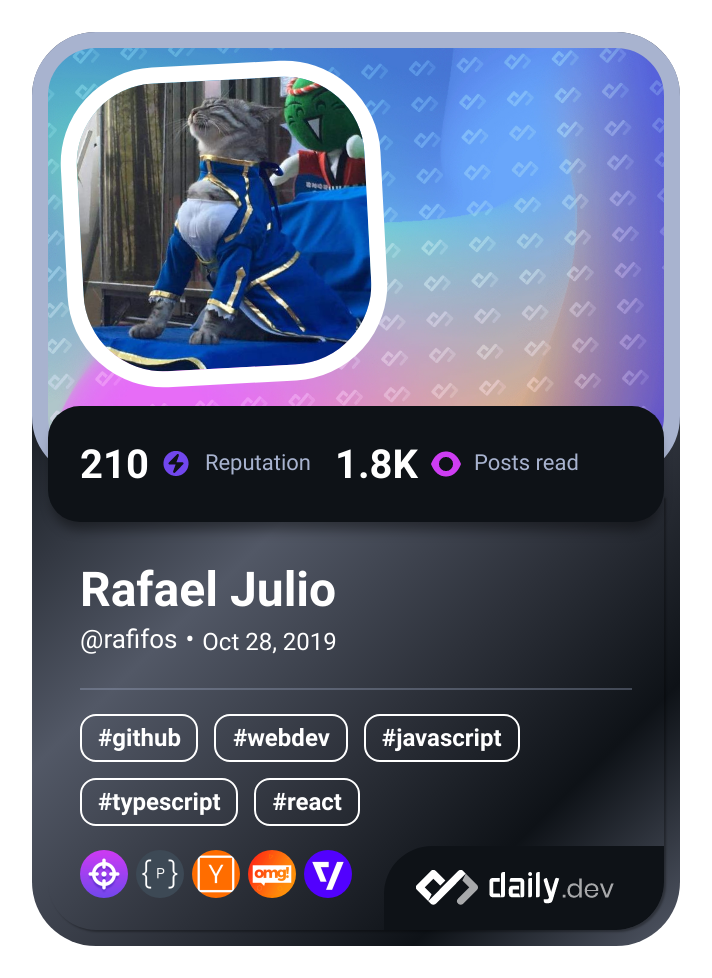 210 Reputation 1.8K Posts read
Rafael Julio
@rafifos • Oct 28, 2019
#github #webdev #javascript
#typescript #react
{P} Y omg!
daily.dev